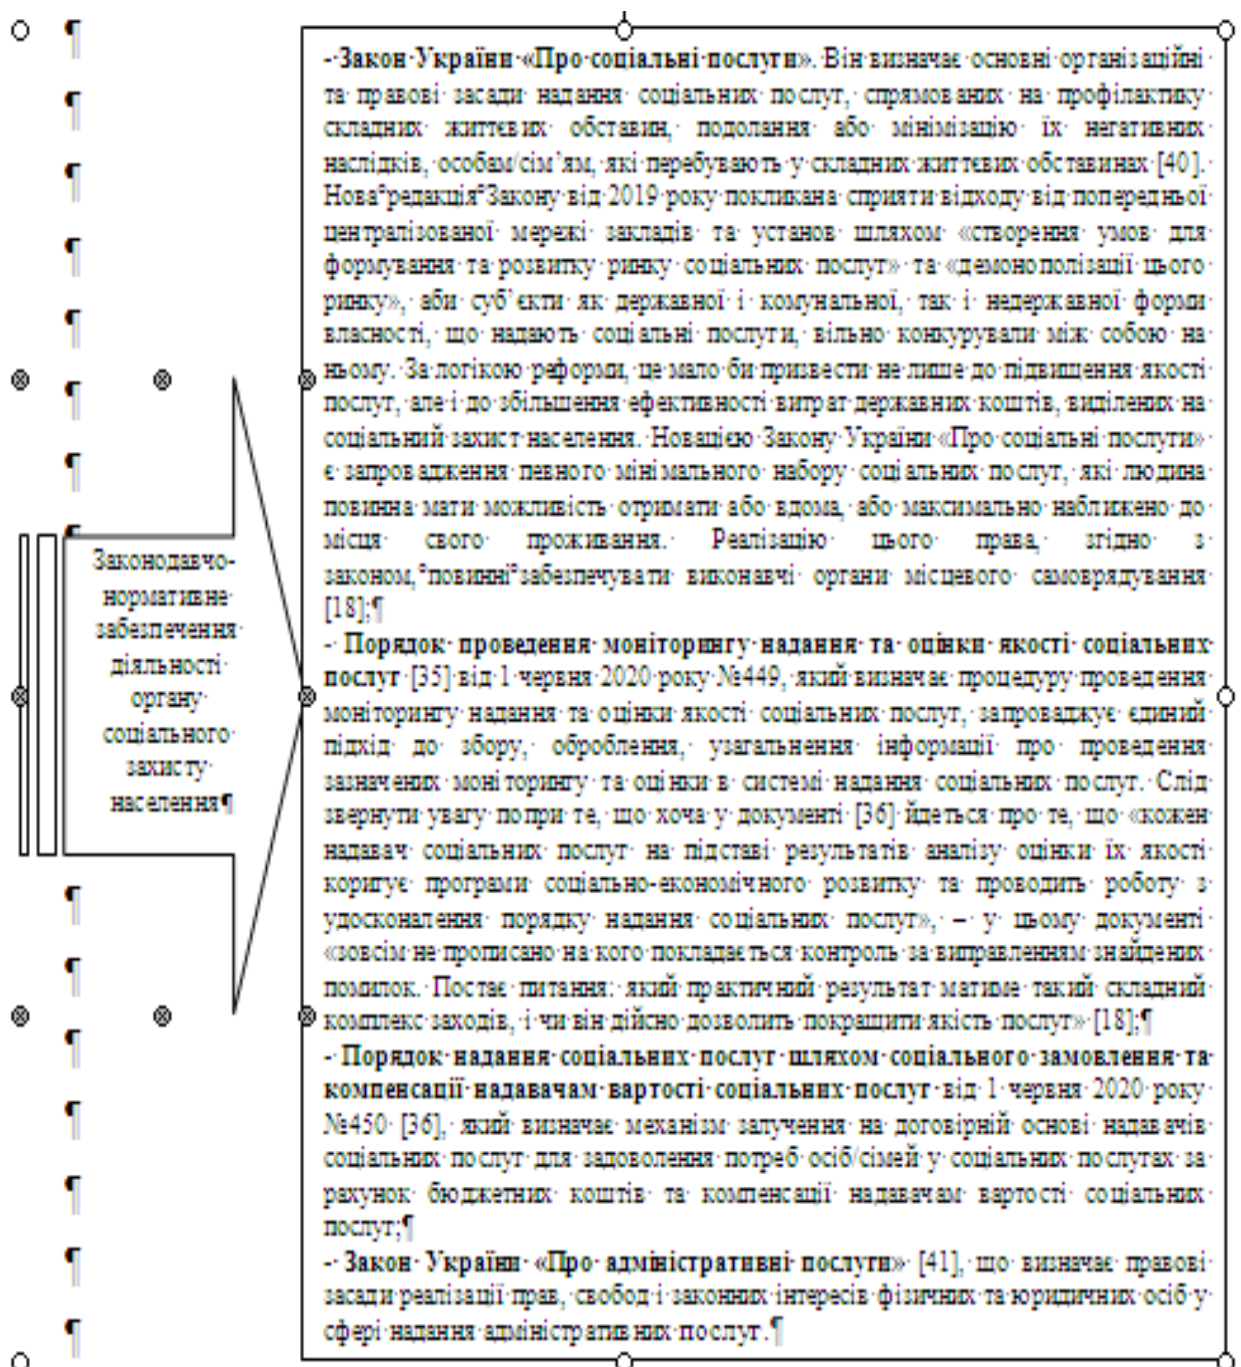 Законодавчо-
нормативне
забезпечення
діяльності
органу
соціального
захисту
населення¶
- Закон України «Про соціальні послуги». Він визначає основні організаційні
та правові засади надання соціальних послуг, спрямованих на профілактику
складних життєвих обставин, подолання або мінімізацію їх негативних
наслідків, особам/сім’ям, які перебувають у складних життєвих обставинах [40].
Нова°редакція°Закону від 2019 року покликана сприяти відходу від попередньої
централізованої мережі закладів та установ шляхом «створення умов для
формування та розвитку ринку соціальних послуг» та «демонополізації цього
ринку», аби суб’єкти як державної і комунальної, так і недержавної форми
власності, що надають соціальні послуги, вільно конкурували між собою на
ньому. За логікою реформи, це мало би призвести не лише до підвищення якості
послуг, але і до збільшення ефективності витрат державних коштів, виділених на
соціальний захист населення. Новацією Закону України «Про соціальні послуги»
є запровадження певного мінімального набору соціальних послуг, які людина
повинна мати можливість отримати або вдома, або максимально наближено до
місця свого проживання. Реалізацію цього права, згідно з
законом,°повинні°забезпечувати виконавчі органи місцевого самоврядування
[18];¶
- Порядок проведення моніторингу надання та оцінки якості соціальних
послуг [35] від 1 червня 2020 року №449, який визначає процедуру проведення
моніторингу надання та оцінки якості соціальних послуг, запроваджує єдиний
підхід до збору, оброблення, узагальнення інформації про проведення
зазначених моніторингу та оцінки в системі надання соціальних послуг. Слід
звернути увагу попри те, що хоча у документі [36] йдеться про те, що «кожен
надавач соціальних послуг на підставі результатів аналізу оцінки їх якості
коригує програми соціально-економічного розвитку та проводить роботу з
удосконалення порядку надання соціальних послуг», – у цьому документі
«зовсім не прописано на кого покладається контроль за виправленням знайдених
помилок. Постає питання: який практичний результат матиме такий складний
комплекс заходів, і чи він дійсно дозволить покращити якість послуг» [18];¶
- Порядок надання соціальних послуг шляхом соціального замовлення та
компенсації надавачам вартості соціальних послуг від 1 червня 2020 року
№450 [36], який визначає механізм залучення на договірній основі надавачів
соціальних послуг для задоволення потреб осіб/сімей у соціальних послугах за
рахунок бюджетних коштів та компенсації надавачам вартості соціальних
послуг;¶
- Закон України «Про адміністративні послуги» [41], що визначає правові
засади реалізації прав, свобод і законних інтересів фізичних та юридичних осіб у
сфері надання адміністративних послуг.¶